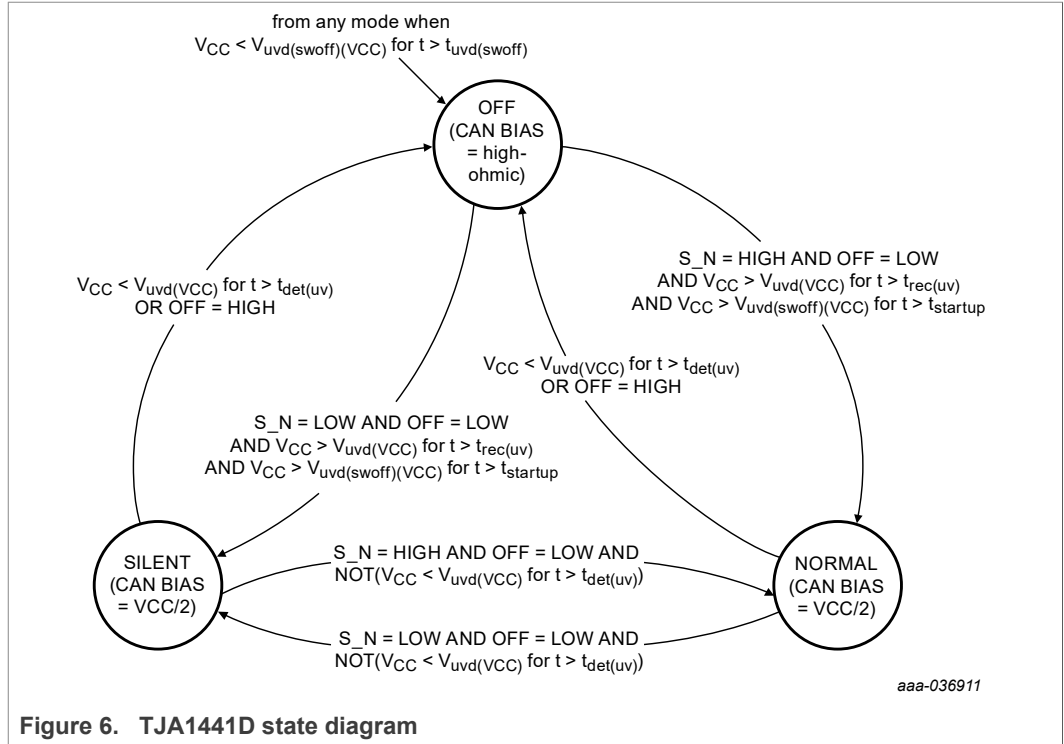 from any mode when
VCC < Vuvd(swoff)(VCC) for t > tuvd(swoff)
OFF
(CAN BIAS
= high-
ohmic)
VCC < Vuvd(VCC) for t > tdet(uv)
OR OFF = HIGH
S_N = HIGH AND OFF = LOW
AND VCC > Vuvd(VCC) for t > trec(uv)
AND VCC > Vuvd(swoff)(VCC) for t > tstartup
VCC < Vuvd(VCC) for t > tdet(uv)
OR OFF = HIGH
S_N = LOW AND OFF = LOW
AND VCC > Vuvd(VCC) for t > trec(uv)
AND VCC > Vuvd(swoff)(VCC) for t > tstartup
SILENT
(CAN BIAS
= VCC/2)
S_N = HIGH AND OFF = LOW AND
NOT(VCC < Vuvd(VCC) for t > tdet(uv))
NORMAL
(CAN BIAS
= VCC/2)
S_N = LOW AND OFF = LOW AND
NOT(VCC < Vuvd(VCC) for t > tdet(uv))
aaa-036911
Figure 6. TJA1441D state diagram